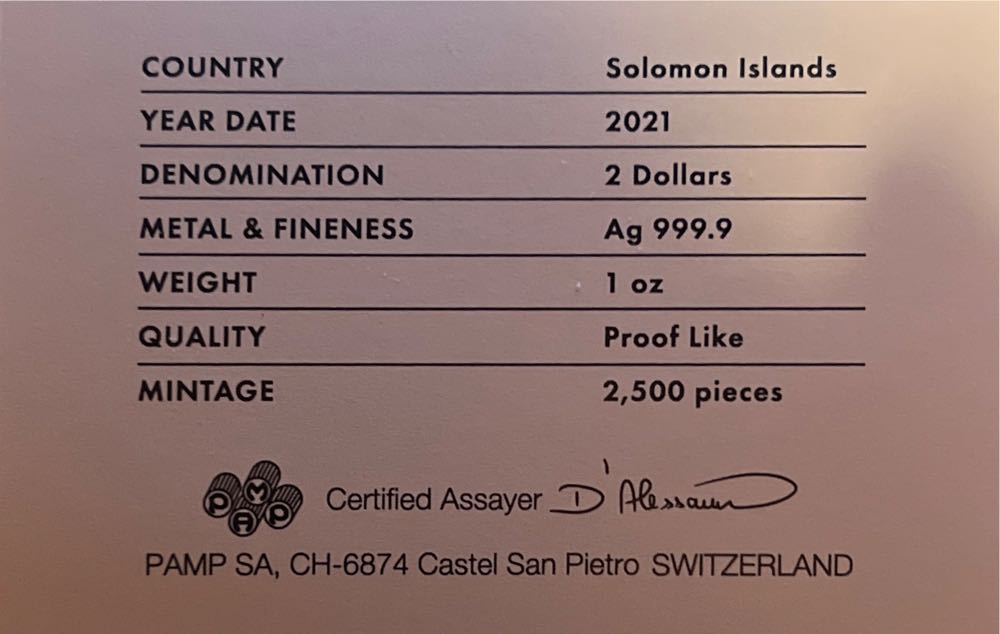 COUNTRY Solomon Islands
YEAR DATE 2021
DENOMINATION 2 Dollars
METAL & FINENESS Ag 999.9
WEIGHT 1 oz
QUALITY Proof Like
MINTAGE 2,500 pieces
PAMP Certified Assayer
PAMP SA, CH-6874 Castel San Pietro SWITZERLAND